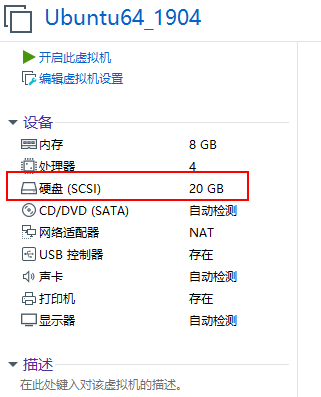 Ubuntu64_1904
开启此虚拟机
编辑虚拟机设置
设备
内存 8 GB
处理器 4
硬盘 (SCSI) 20 GB
CD/DVD (SATA) 自动检测
网络适配器 NAT
USB 控制器 存在
声卡 自动检测
打印机 存在
显示器 自动检测
描述
在此处键入对该虚拟机的描述。